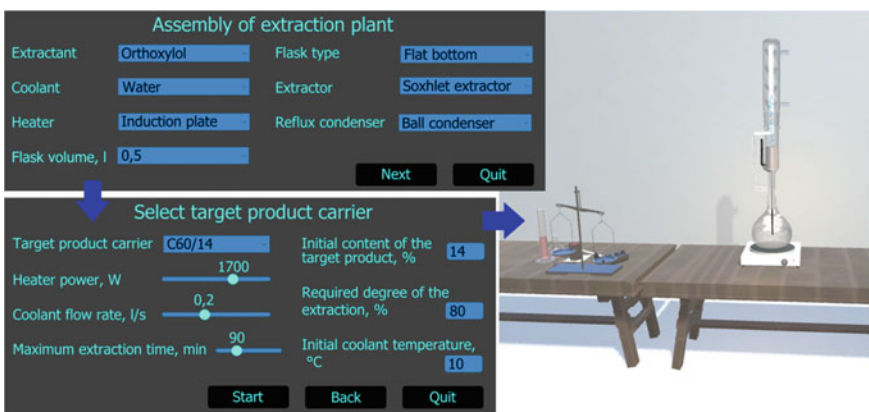 Assembly of extraction plant
Extractant Orthoxylol Flask type Flat bottom
Coolant Water Extractor Soxhlet extractor
Heater Induction plate Reflux condenser Ball condenser
Flask volume, l 0,5
Next Quit
Select target product carrier
Target product carrier C60/14
Heater power, W 1700
Coolant flow rate, l/s 0,2
Maximum extraction time, min 90
Initial content of the
target product, % 14
Required degree of the
extraction, % 80
Initial coolant temperature,
°C 10
Start Back Quit